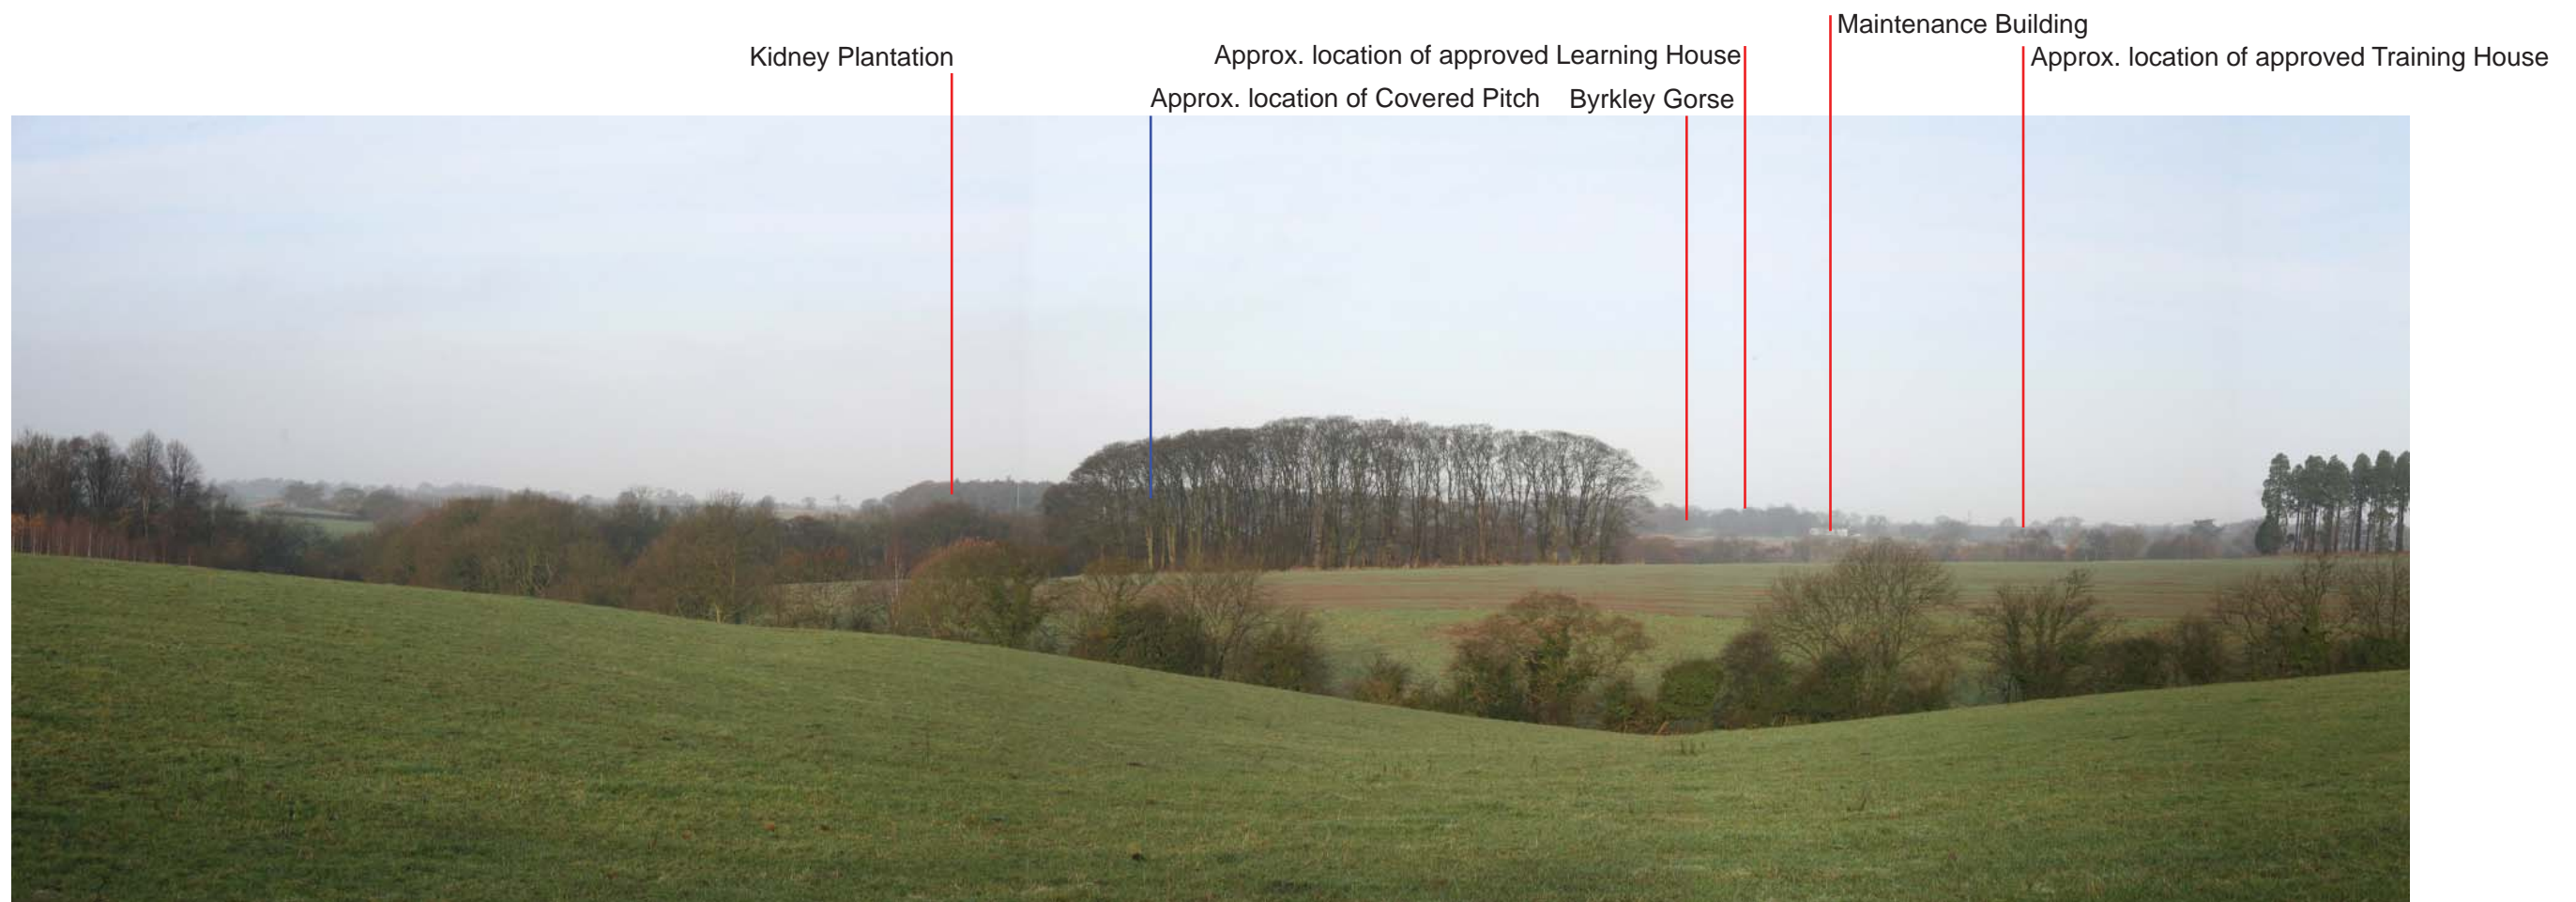 Maintenance Building
Kidney Plantation
Approx. location of approved Learning House
Approx. location of approved Training House
Approx. location of Covered Pitch
Byrkley Gorse